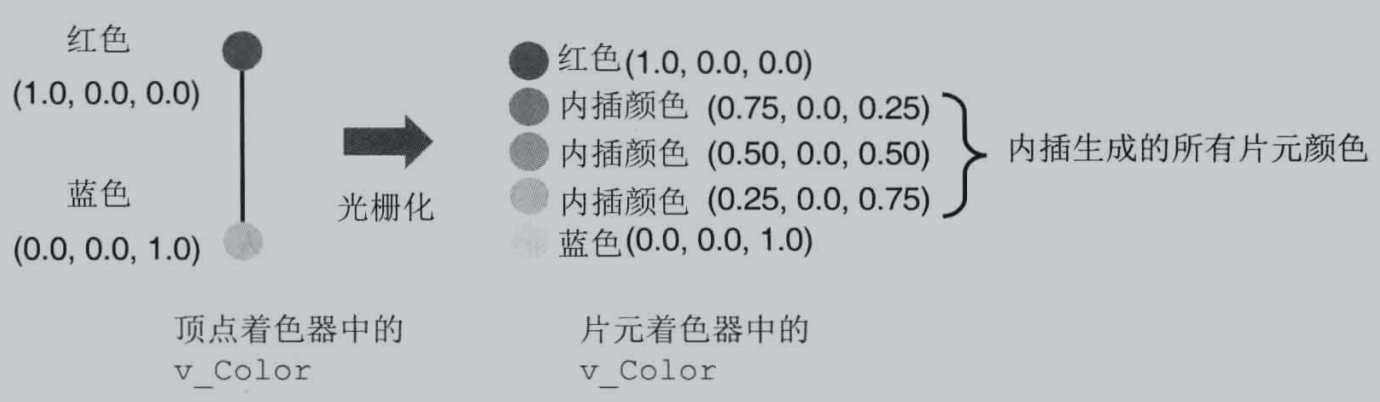 红色
(1.0, 0.0, 0.0)
蓝色
(0.0, 0.0, 1.0)
光栅化
红色(1.0, 0.0, 0.0)
内插颜色 (0.75, 0.0, 0.25)
内插颜色 (0.50, 0.0, 0.50)
内插颜色 (0.25, 0.0, 0.75)
蓝色(0.0, 0.0, 1.0)
内插生成的所有片元颜色
顶点着色器中的
v_Color
片元着色器中的
v_Color